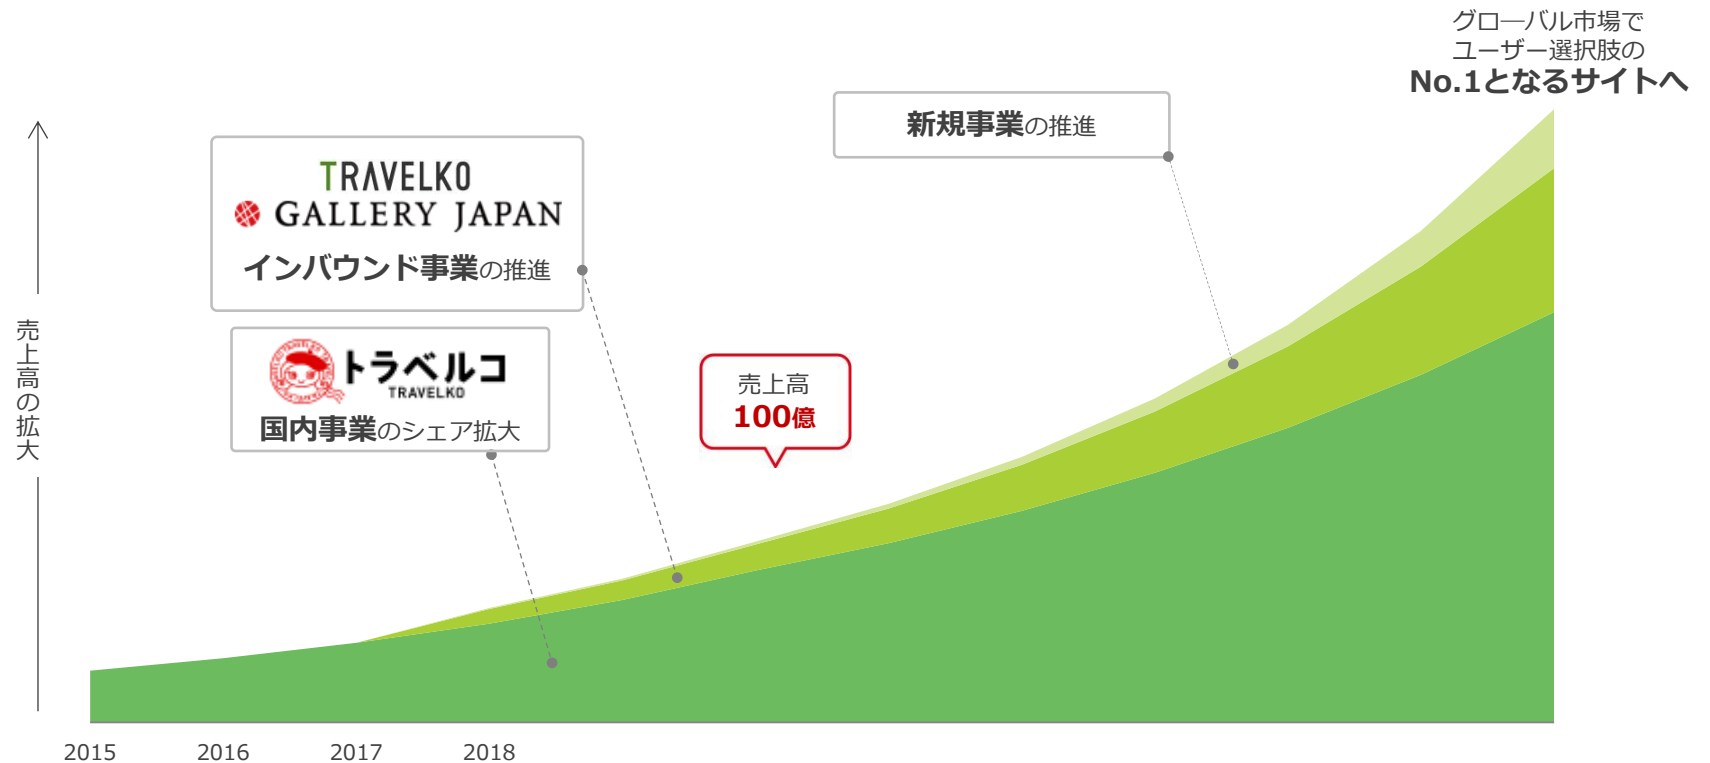 グローバル市場で
ユーザー選択肢の
No.1となるサイトへ
新規事業の推進
TRAVELKO
GALLERY JAPAN
インバウンド事業の推進
トラベルコ
TRAVELKO
国内事業のシェア拡大
売上高
100億
売上高の拡大
2015 2016 2017 2018